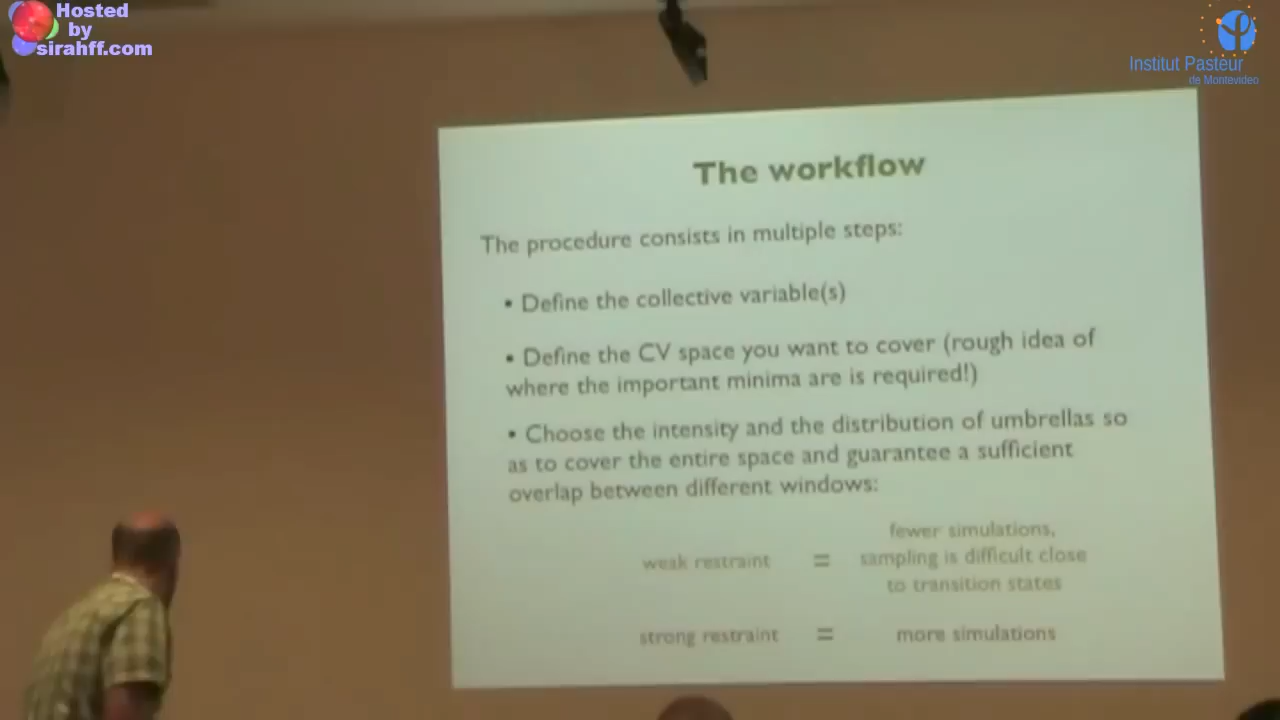 Hosted
by
sirahff.com
Institut Pasteur
de Montevideo
The workflow
The procedure consists in multiple steps:
• Define the collective variable(s)
• Define the CV space you want to cover (rough idea of
where the important minima are is required!)
• Choose the intensity and the distribution of umbrellas so
as to cover the entire space and guarantee a sufficient
overlap between different windows:
weak restraint = fewer simulations,
sampling is difficult close
to transition states
strong restraint = more simulations